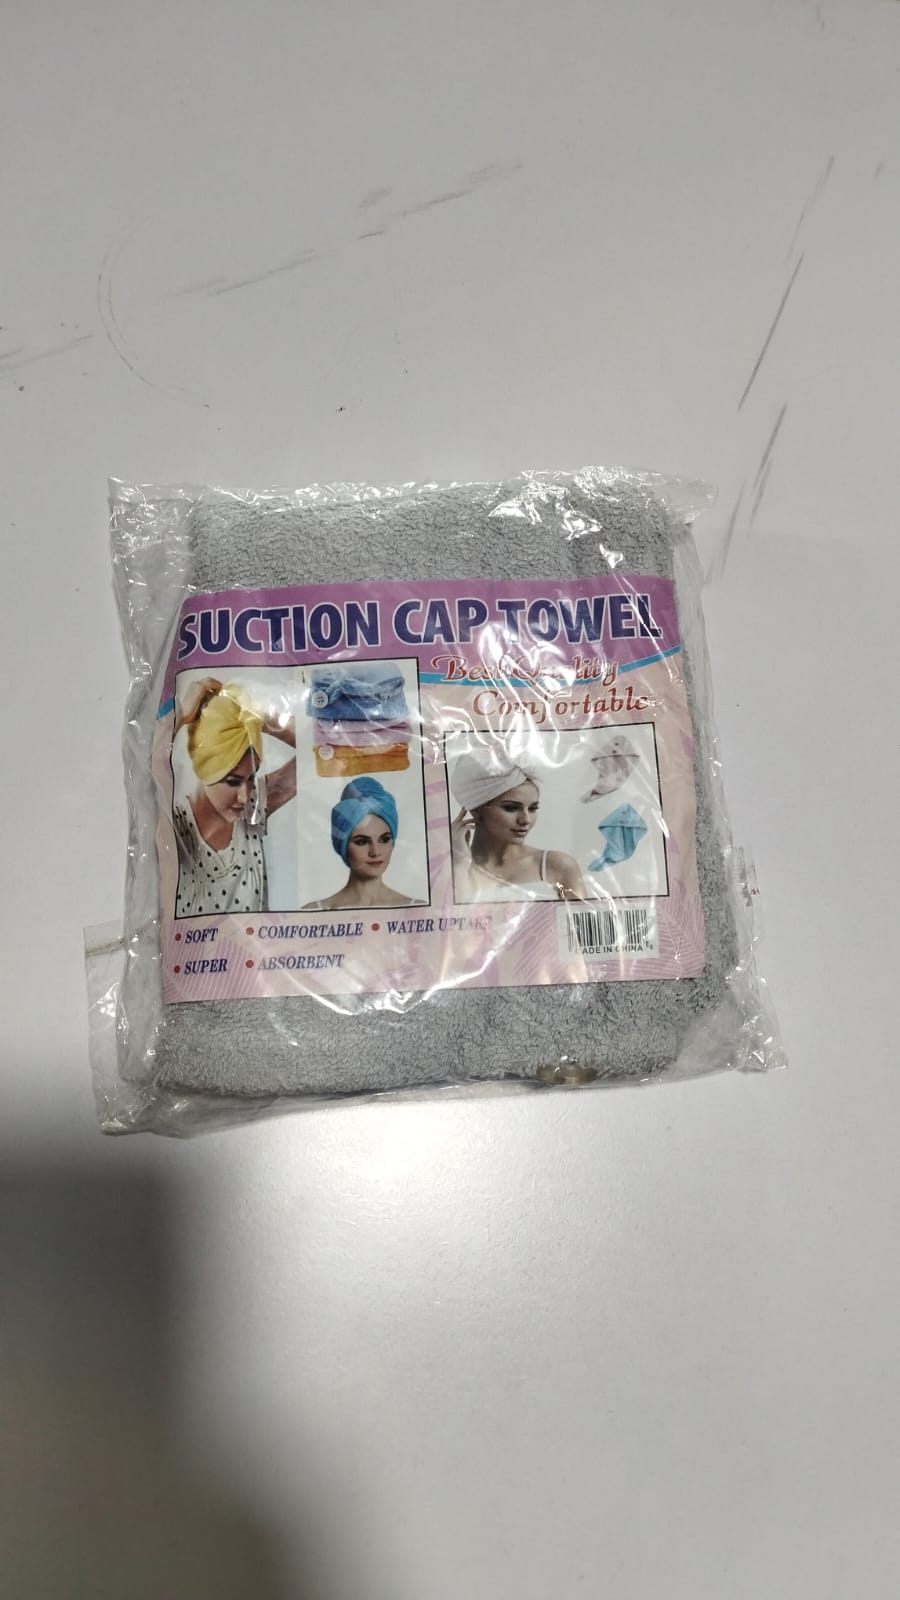 SUCTION CAP TOWEL
Best Quality
Comfortable
• SOFT • COMFORTABLE • WATER UPTAKE
• SUPER • ABSORBENT
MADE IN CHINA